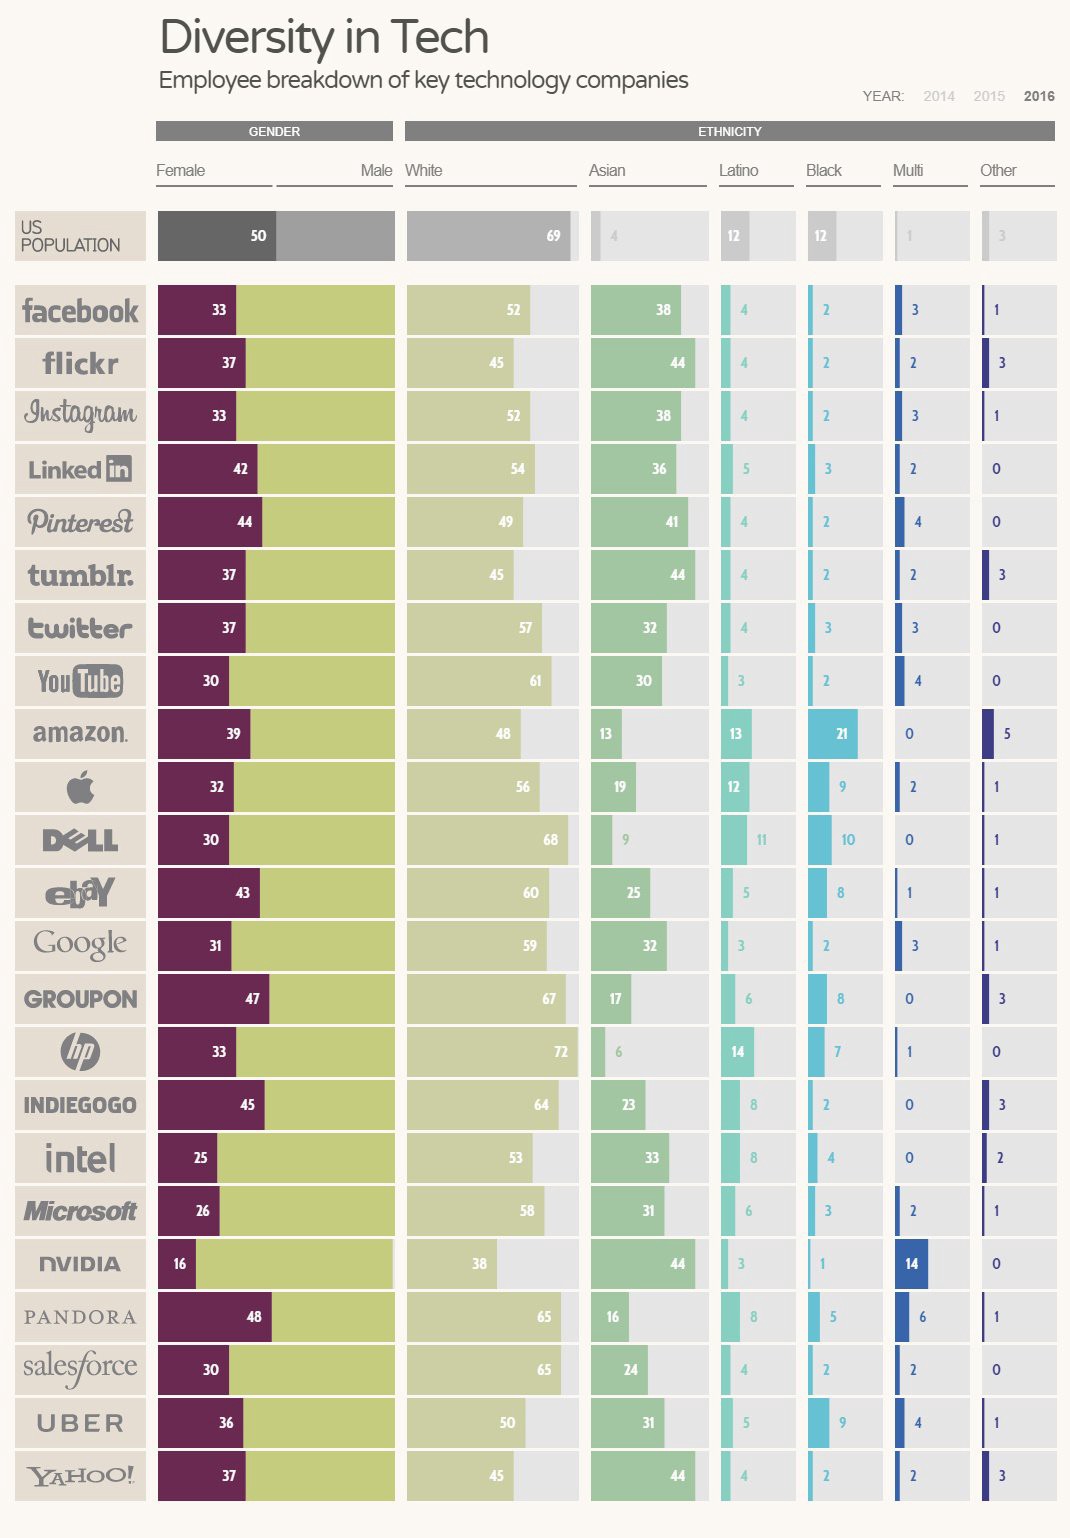 Diversity in Tech
Employee breakdown of key technology companies
YEAR: 2014 2015 2016
GENDER ETHNICITY
Female Male White Asian Latino Black Multi Other
US
POPULATION 50 69 4 12 12 1 3
facebook 33 52 38 4 2 3 1
flickr 37 45 44 4 2 2 3
Instagram 33 52 38 4 2 3 1
Linked in 42 54 36 5 3 2 0
Pinterest 44 49 41 4 2 4 0
tumblr. 37 45 44 4 2 2 3
twitter 37 57 32 4 3 3 0
YouTube 30 61 30 3 2 4 0
amazon. 39 48 13 13 21 0 5
32 56 19 12 9 2 1
DELL 30 68 9 11 10 0 1
ebaY 43 60 25 5 8 1 1
Google 31 59 32 3 2 3 1
GROUPON 47 67 17 6 8 0 3
hp 33 72 6 14 7 1 0
INDIEGOGO 45 64 23 8 2 0 3
intel 25 53 33 8 4 0 2
Microsoft 26 58 31 6 3 2 1
NVIDIA 16 38 44 3 1 14 0
PANDORA 48 65 16 8 5 6 1
salesforce 30 65 24 4 2 2 0
UBER 36 50 31 5 9 4 1
YAHOO! 37 45 44 4 2 2 3